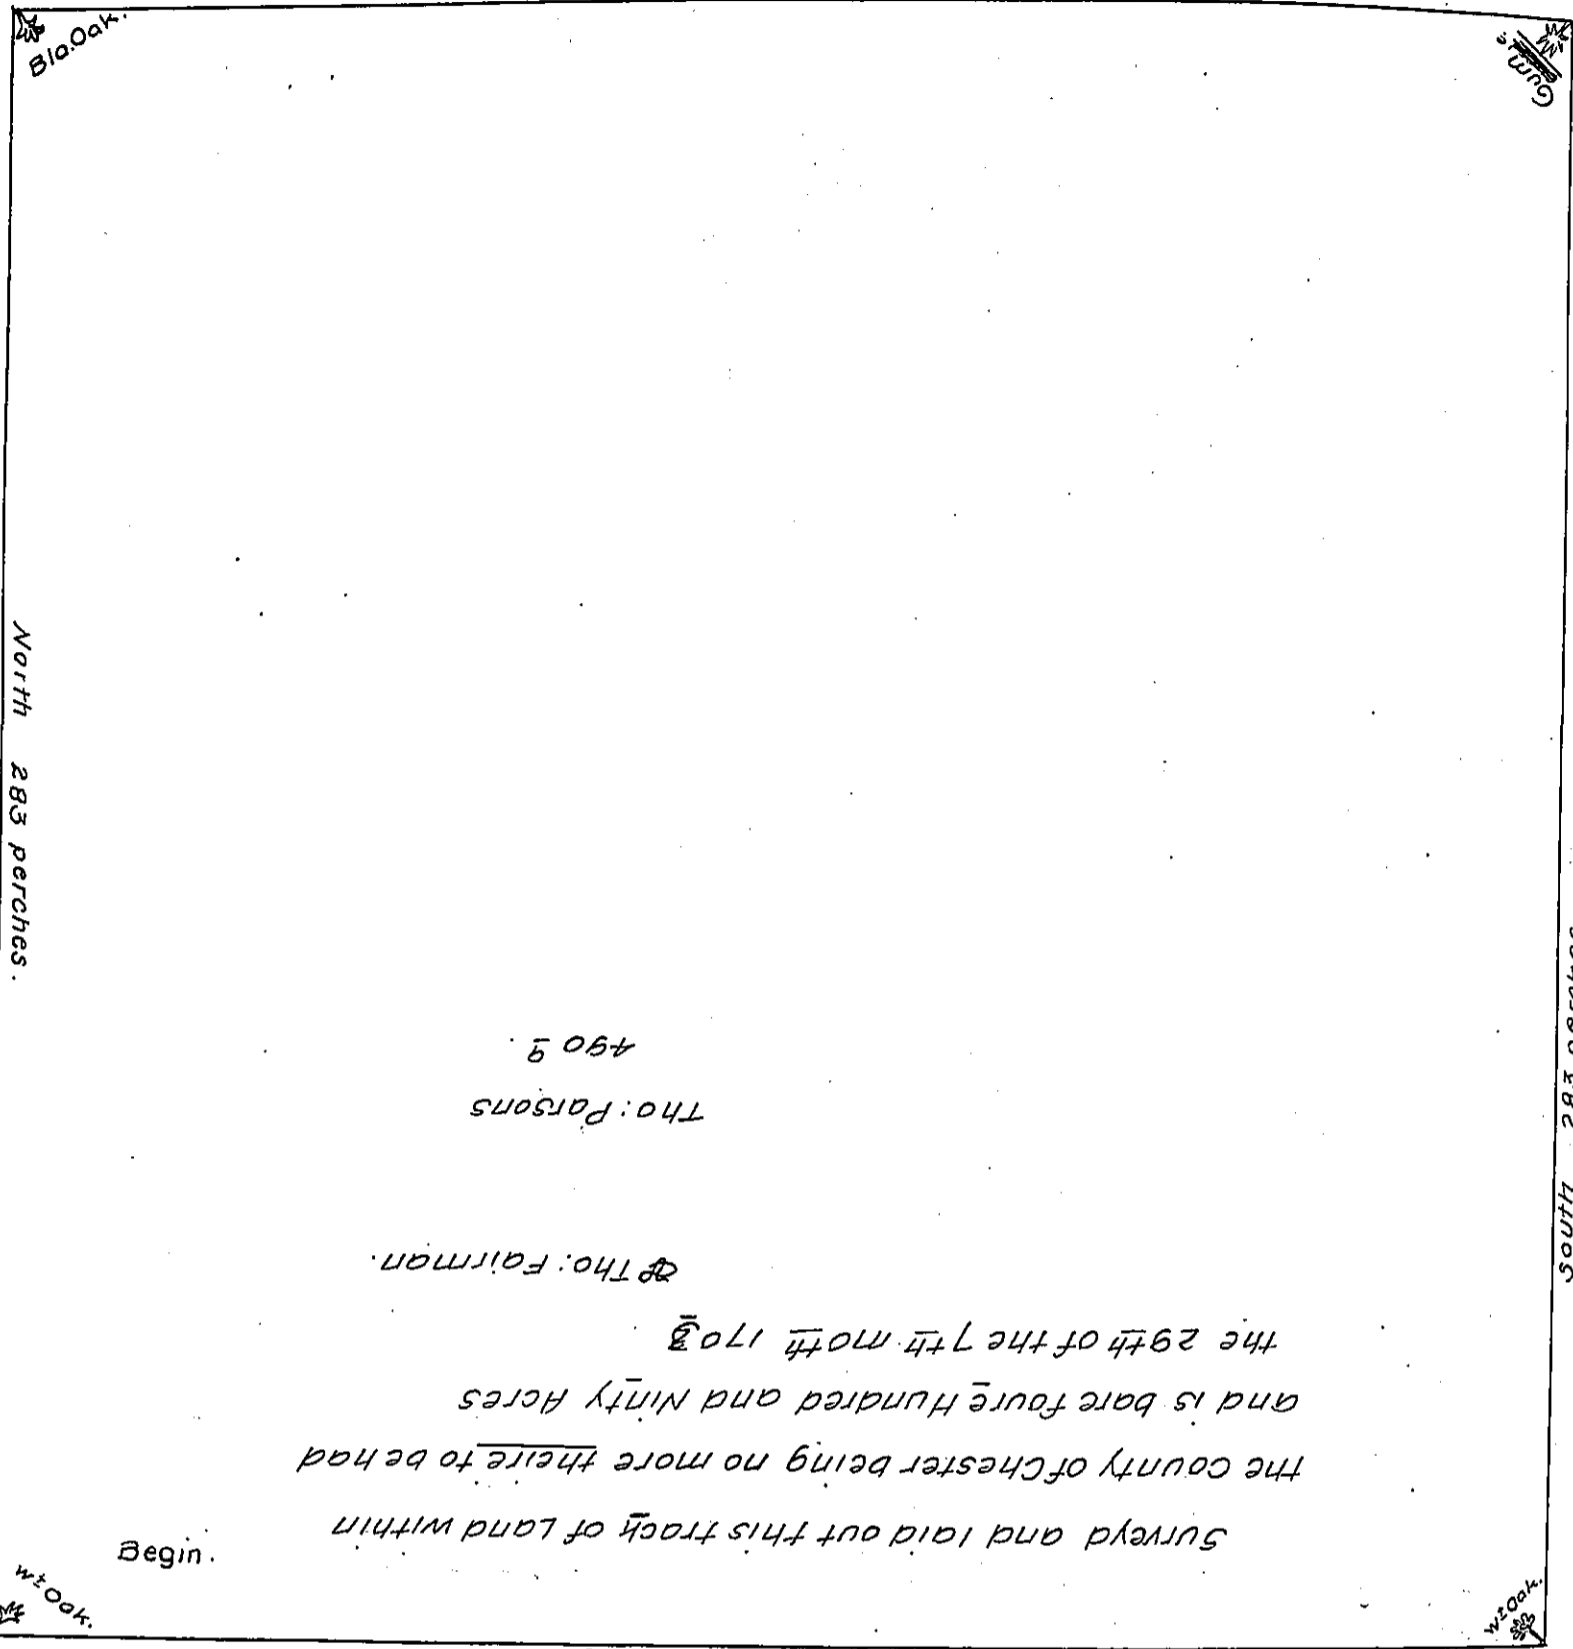 Bla. Oak.
Gum
North 283 perches.
South 283 perches
Surveyd and laid out this track of Land within
the county of Chester being no more theire to be had
and is bare foure Hundred and Ninty Acres
the 29th of the 7th moth 1703
Tho: Fairman.
Tho: Parsons
490
Begin.
Wt Oak.
Wt Oak.